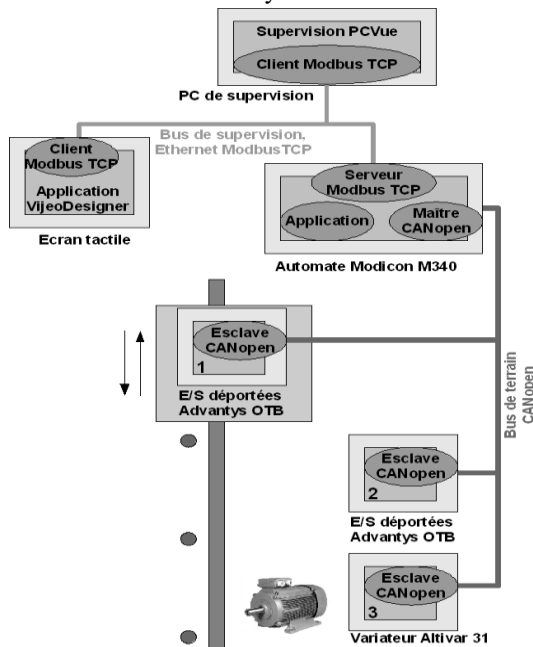 Supervision PCVue
Client Modbus TCP
PC de supervision
Bus de supervision,
Ethernet ModbusTCP
Client
Modbus TCP
Application
VijeoDesigner
Ecran tactile
Serveur
Modbus TCP
Application
Maître
CANopen
Automate Modicon M340
Esclave
CANopen
1
E/S déportées
Advantys OTB
Bus de terrain
CANopen
Esclave
CANopen
2
E/S déportées
Advantys OTB
Esclave
CANopen
3
Variateur Altivar 31